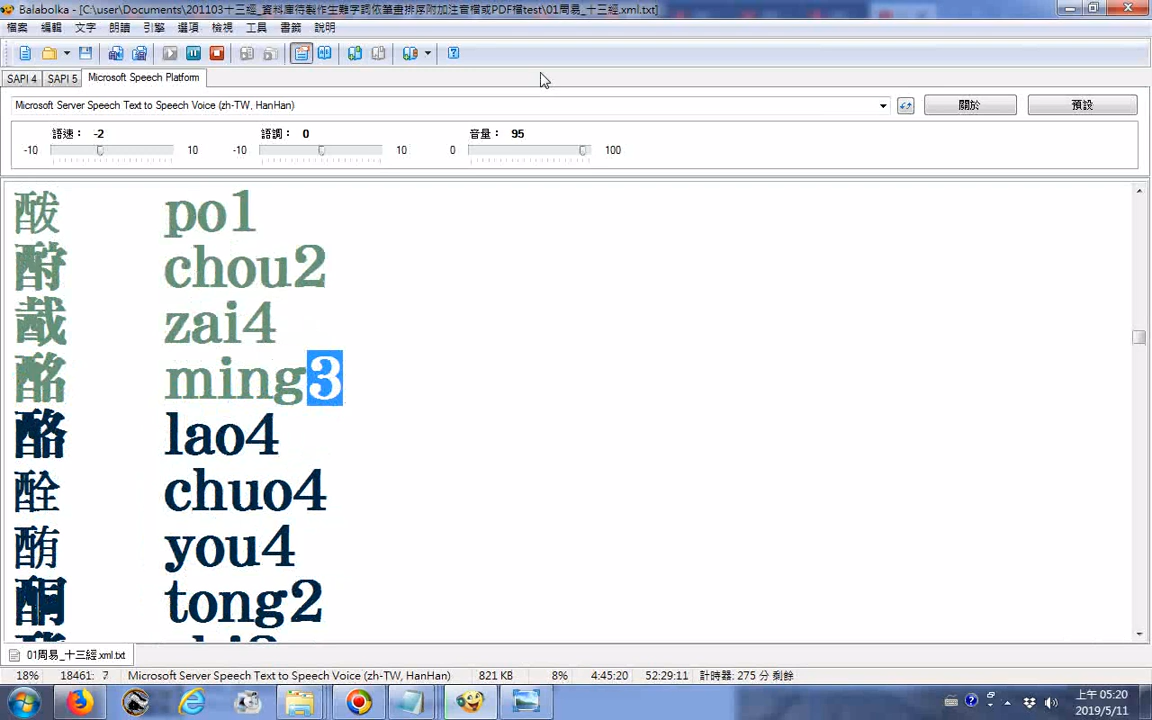 Balabolka - [C:\user\Documents\201103十三經_資料庫待製作生難字詞依筆畫排序附加注音檔或PDF檔test\01周易_十三經.xml.txt]
檔案 編輯 文字 朗讀 引擎 選項 檢視 工具 書籤 說明
SAPI 4 SAPI 5 Microsoft Speech Platform
Microsoft Server Speech Text to Speech Voice (zh-TW, HanHan) 關於 預設
語速： -2 語調： 0 音量： 95
-10 10 -10 10 0 100
酦 po1
酧 chou2
酨 zai4
酩 ming3
酪 lao4
酫 chuo4
酭 you4
酮 tong2
01周易_十三經.xml.txt
18% 18461: 7 Microsoft Server Speech Text to Speech Voice (zh-TW, HanHan) 821 KB 8% 4:45:20 52:29:11 計時器: 275 分 剩餘
上午 05:20
2019/5/11